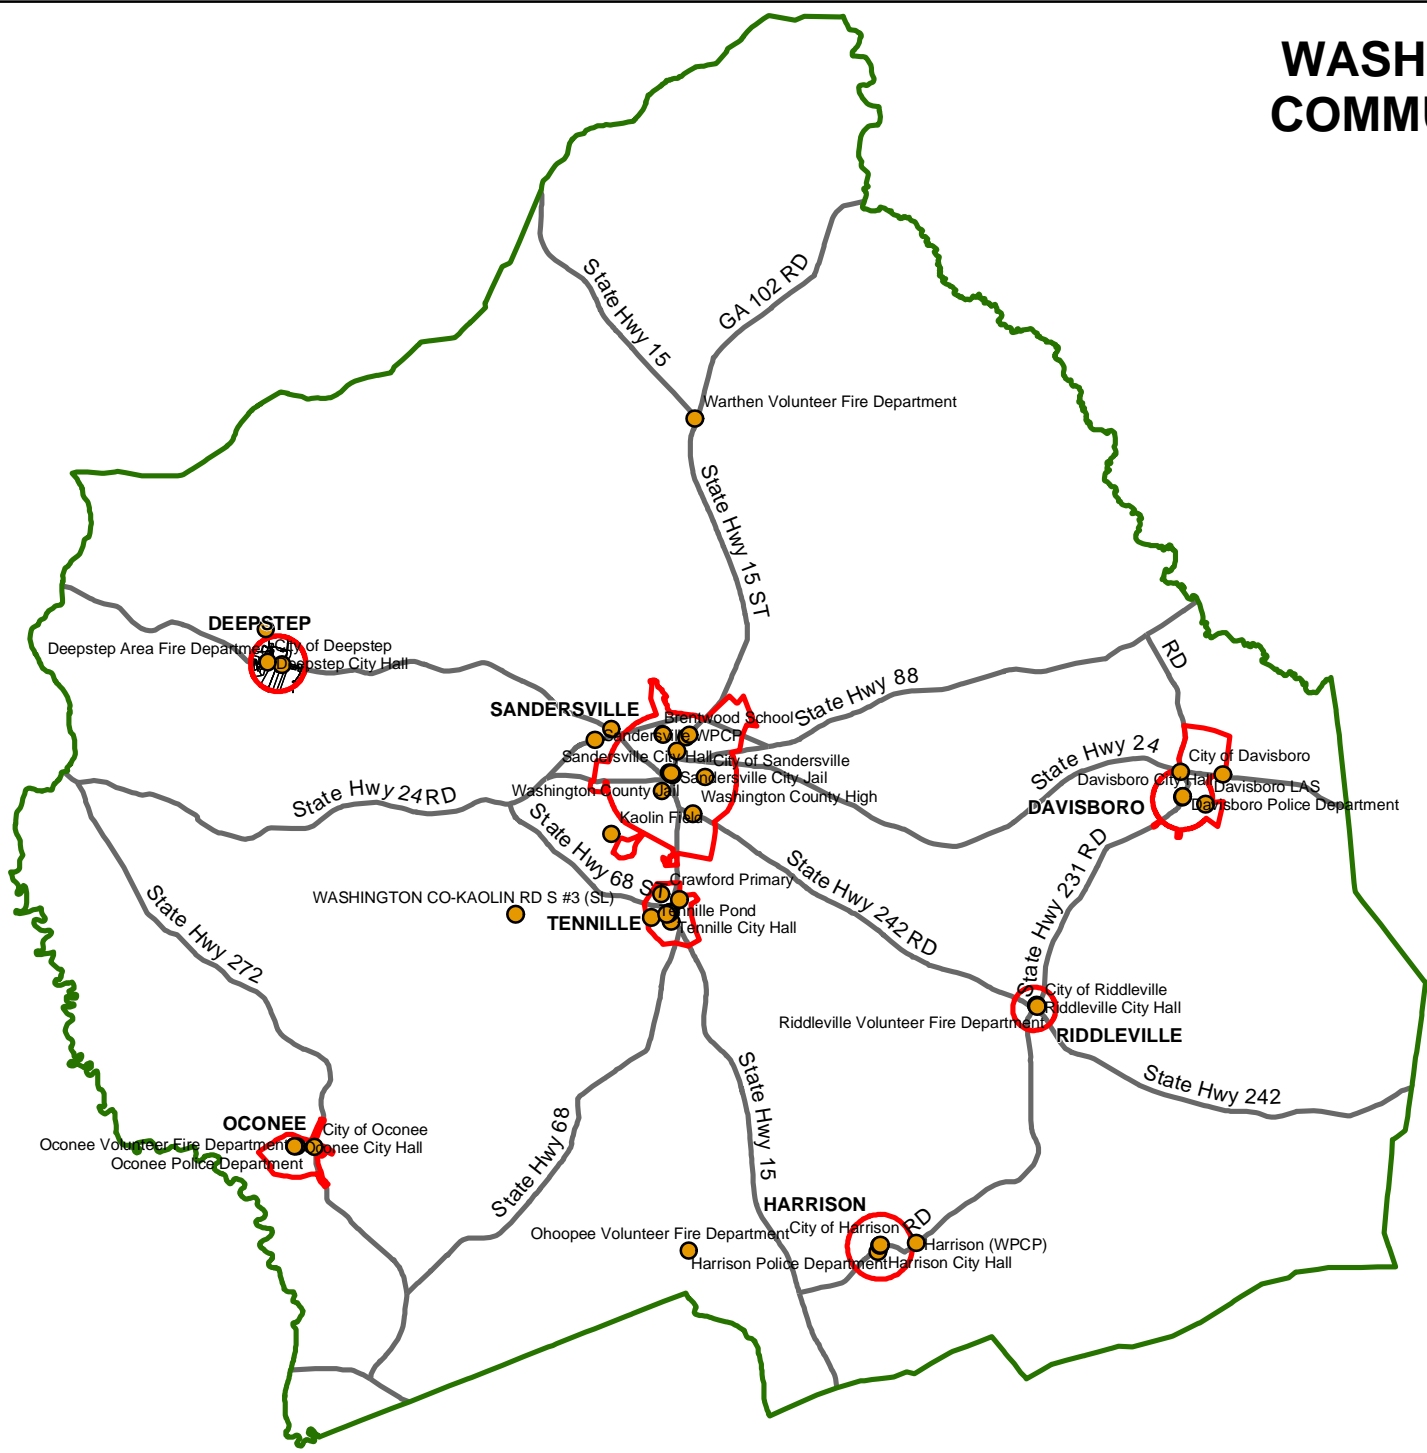 WASH
COMMU
State Hwy 15
GA 102 RD
Warthen Volunteer Fire Department
State Hwy 15 ST
DEEPSTEP
City of Deepstep
Deepstep Area Fire Department
Deepstep City Hall
RD
State Hwy 88
SANDERSVILLE
Brentwood School
Sandersville WPCP
Sandersville City Hall
City of Sandersville
Sandersville City Jail
Washington County Jail
Washington County High
Kaolin Field
State Hwy 24
City of Davisboro
Davisboro City Hall
Davisboro LAS
DAVISBORO
Davisboro Police Department
State Hwy 24RD
State Hwy 68 ST
State Hwy 231 RD
Crawford Primary
WASHINGTON CO-KAOLIN RD S #3 (SL)
Tennille Pond
TENNILLE
Tennille City Hall
State Hwy 242 RD
State Hwy 272
City of Riddleville
Riddleville City Hall
Riddleville Volunteer Fire Department
RIDDLEVILLE
State Hwy 242
OCONEE
City of Oconee
Oconee Volunteer Fire Department
Oconee City Hall
Oconee Police Department
State Hwy 68
State Hwy 15
HARRISON
City of Harrison
RD
Ohoopee Volunteer Fire Department
Harrison (WPCP)
Harrison Police Department
Harrison City Hall